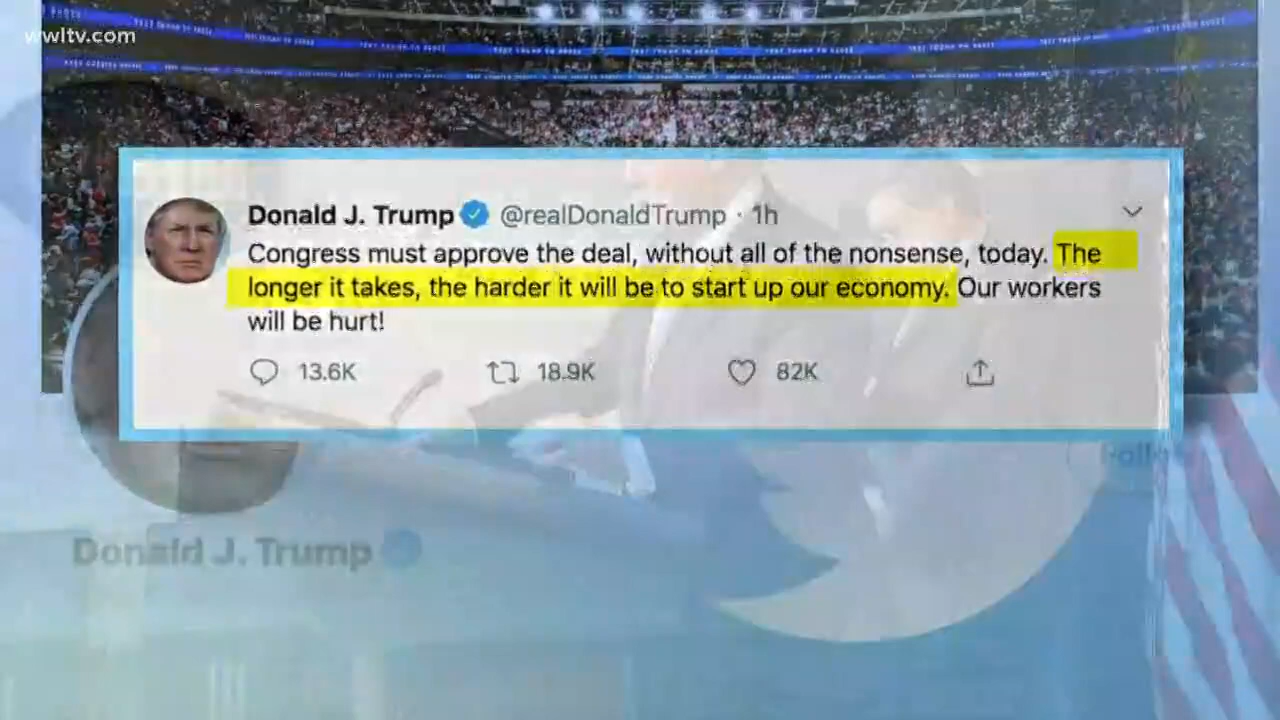 wwltv.com
Donald J. Trump @realDonaldTrump · 1h
Congress must approve the deal, without all of the nonsense, today. The
longer it takes, the harder it will be to start up our economy. Our workers
will be hurt!
13.6K 18.9K 82K
Donald J. Trump